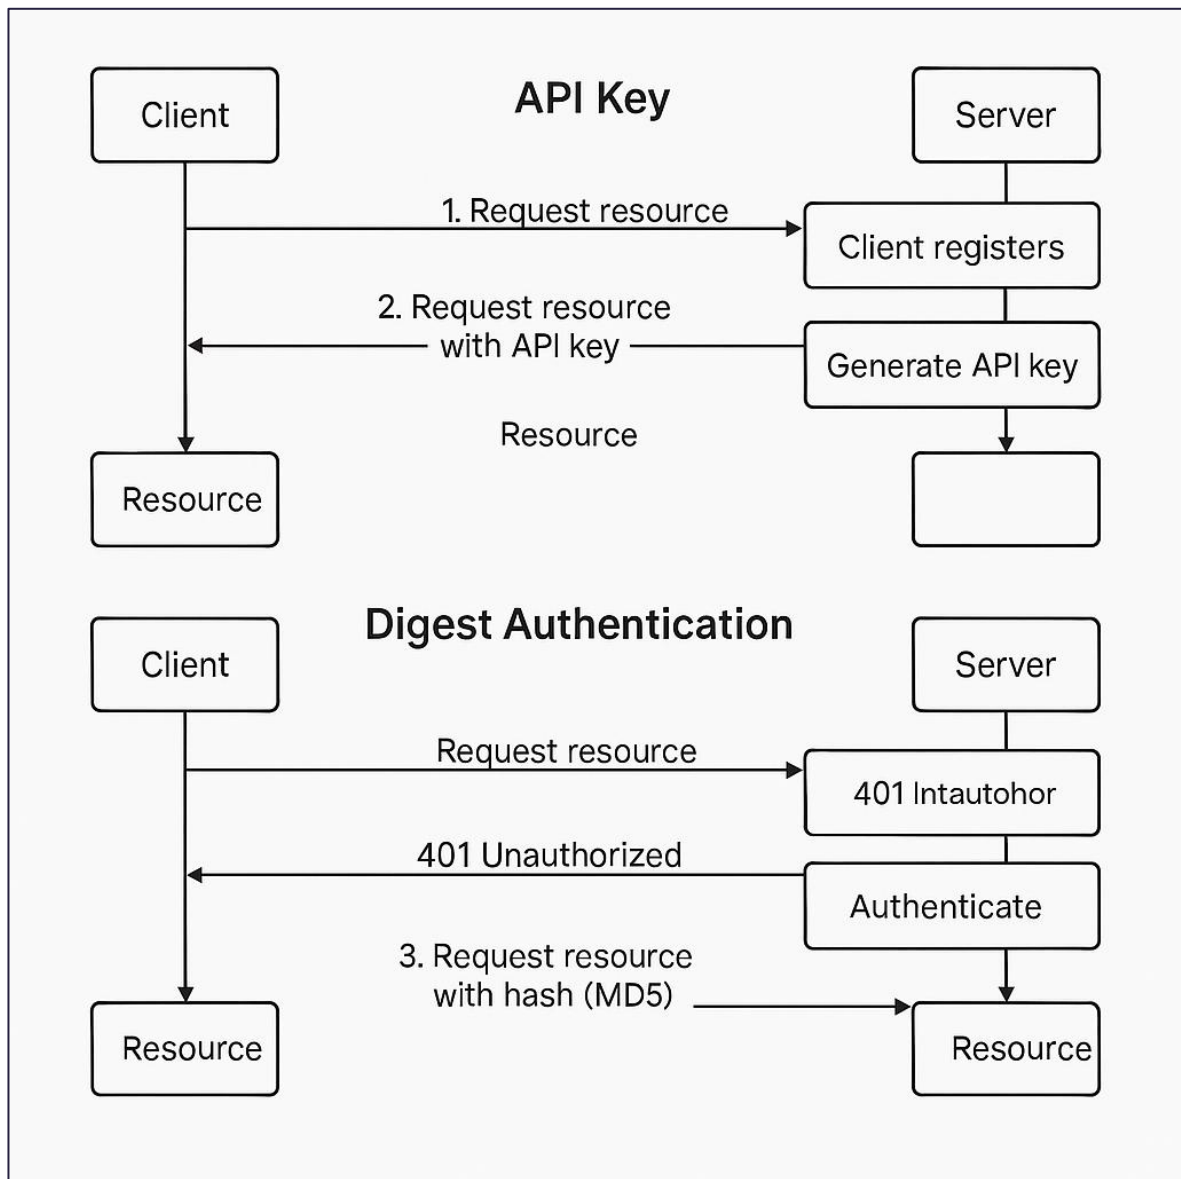 API Key
Client
Server
1. Request resource
Client registers
2. Request resource
with API key
Generate API key
Resource
Resource
Digest Authentication
Client
Server
Request resource
401 Intautohor
401 Unauthorized
Authenticate
3. Request resource
with hash (MD5)
Resource
Resource